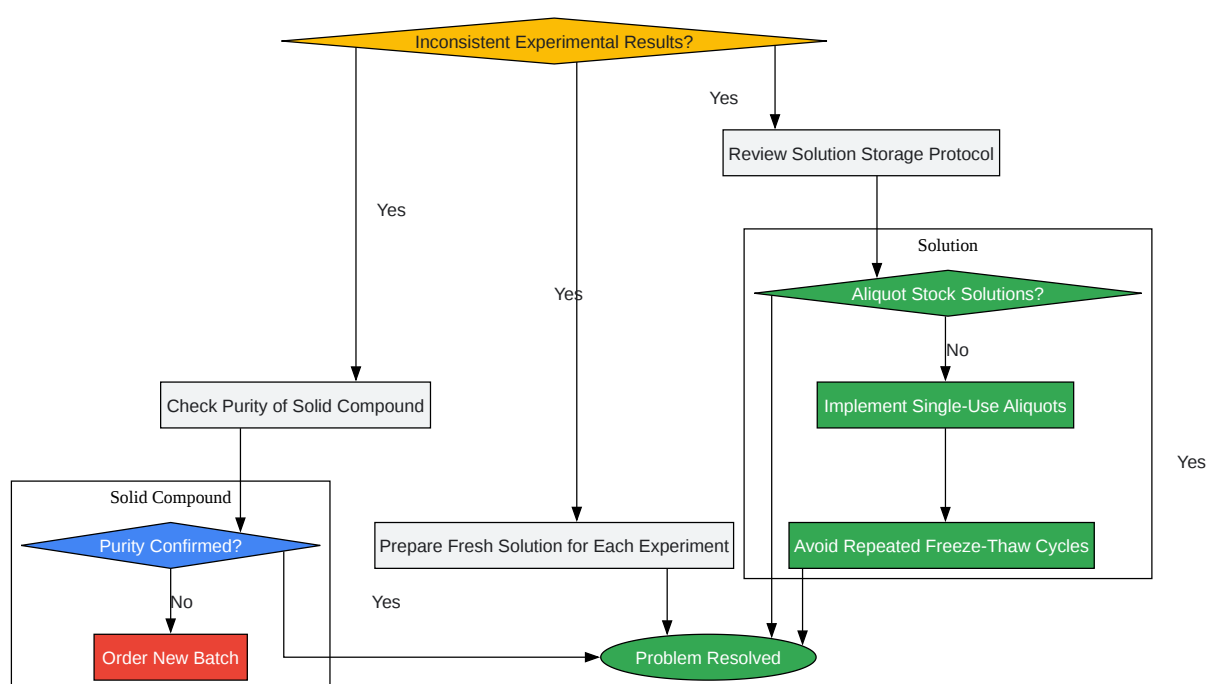 Inconsistent Experimental Results?
Yes
Review Solution Storage Protocol
Yes
Solution
Yes
Aliquot Stock Solutions?
No
Check Purity of Solid Compound
Implement Single-Use Aliquots
Yes
Solid Compound
Purity Confirmed?
Prepare Fresh Solution for Each Experiment
Avoid Repeated Freeze-Thaw Cycles
No
Yes
Order New Batch
Problem Resolved